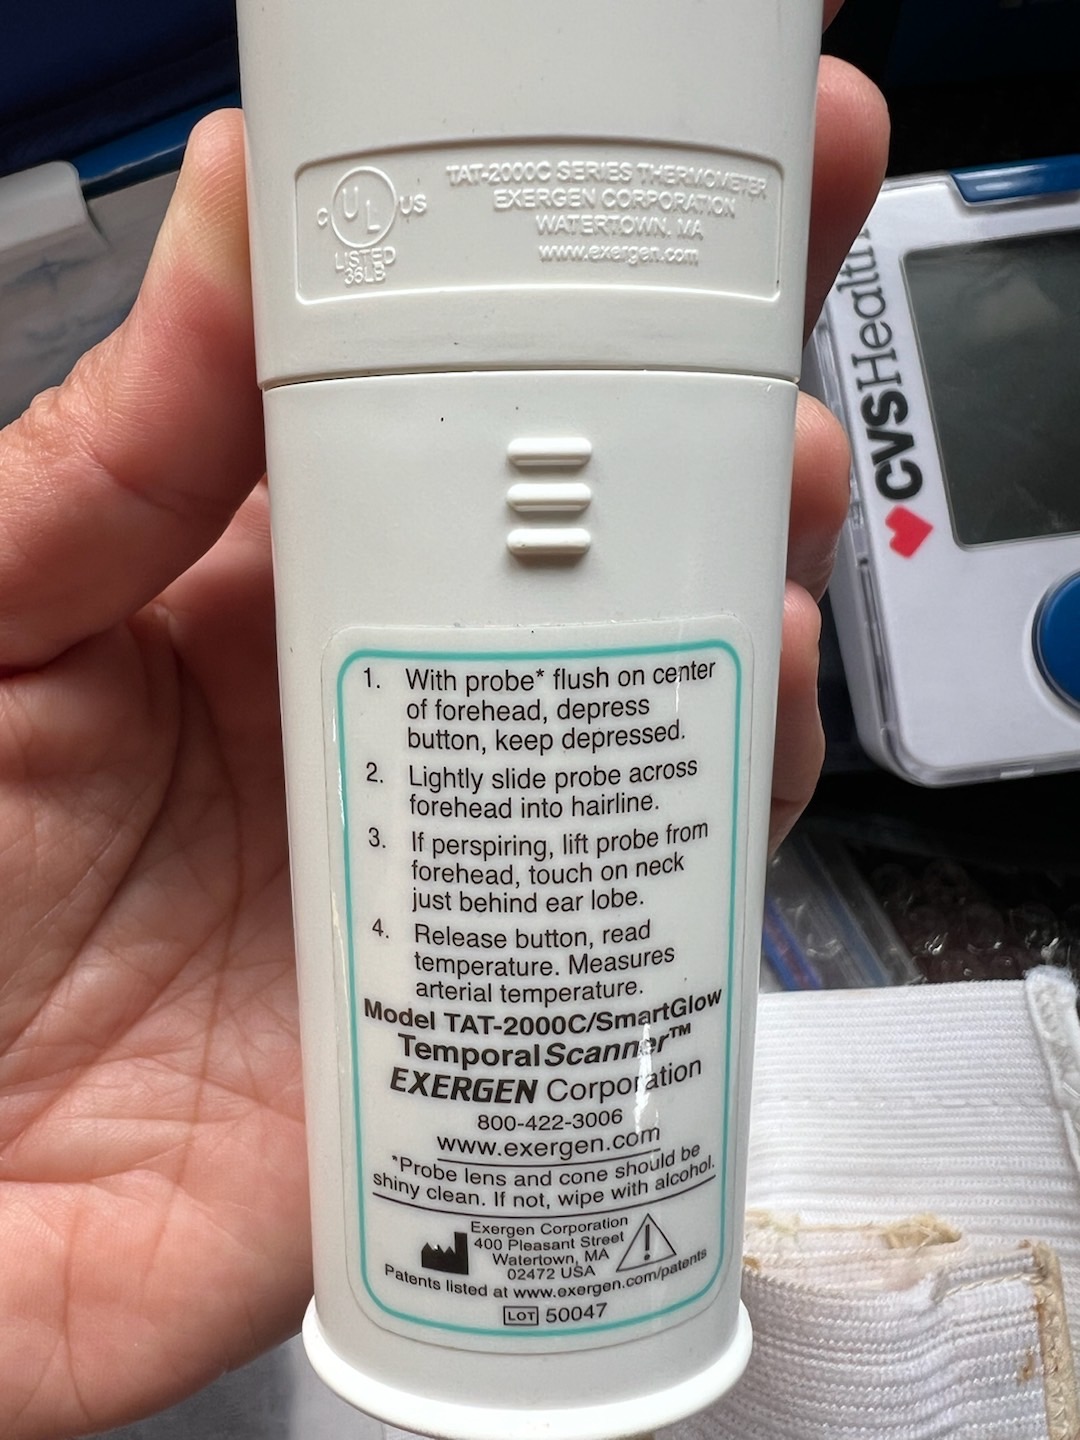 C UL US
LISTED
36LB
TAT-2000C SERIES THERMOMETER
EXERGEN CORPORATION
WATERTOWN, MA
www.exergen.com
CVSHealth
1. With probe* flush on center
of forehead, depress
button, keep depressed.
2. Lightly slide probe across
forehead into hairline.
3. If perspiring, lift probe from
forehead, touch on neck
just behind ear lobe.
4. Release button, read
temperature. Measures
arterial temperature.
Model TAT-2000C/SmartGlow
TemporalScanner™
EXERGEN Corporation
800-422-3006
www.exergen.com
*Probe lens and cone should be
shiny clean. If not, wipe with alcohol.
Exergen Corporation
400 Pleasant Street
Watertown, MA
02472 USA
Patents listed at www.exergen.com/patents
LOT 50047